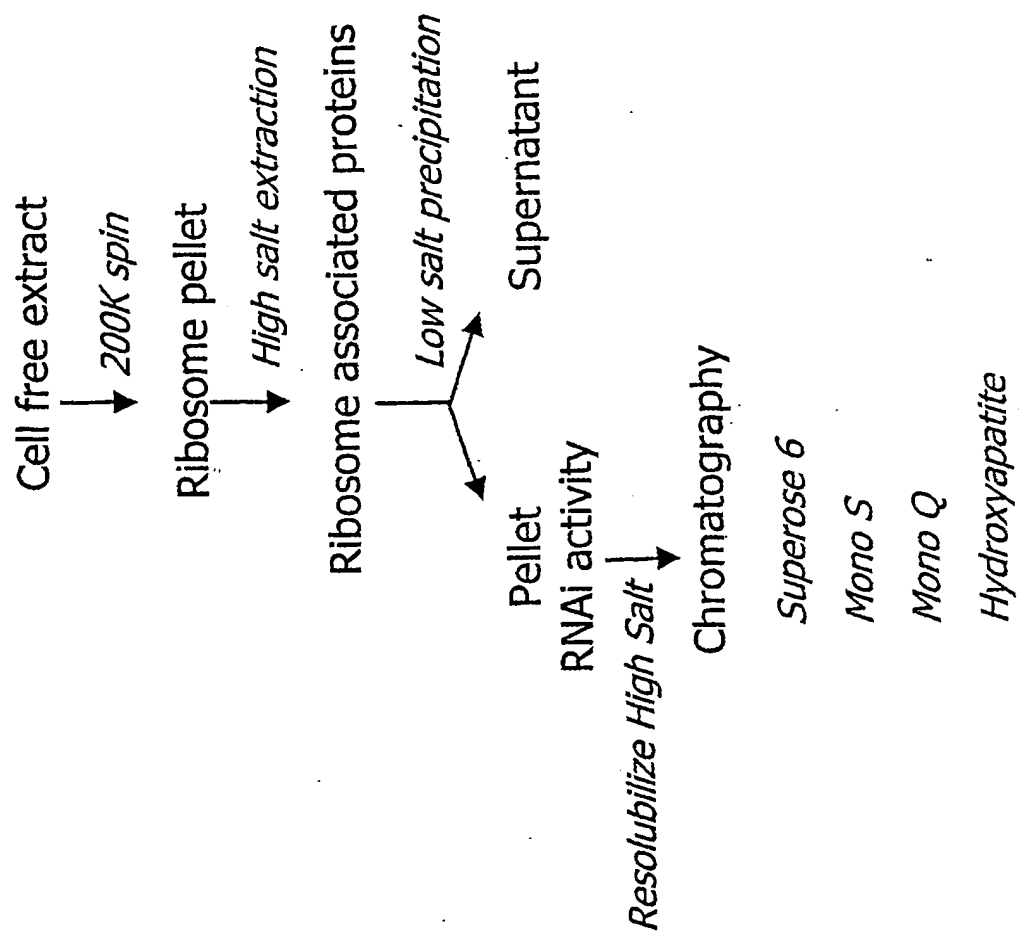 Cell free extract
200K spin
Ribosome pellet
High salt extraction
Ribosome associated proteins
Low salt precipitation
Pellet
RNAi activity
Supernatant
Resolubilize High Salt
Chromatography
Superose 6
Mono S
Mono Q
Hydroxyapatite